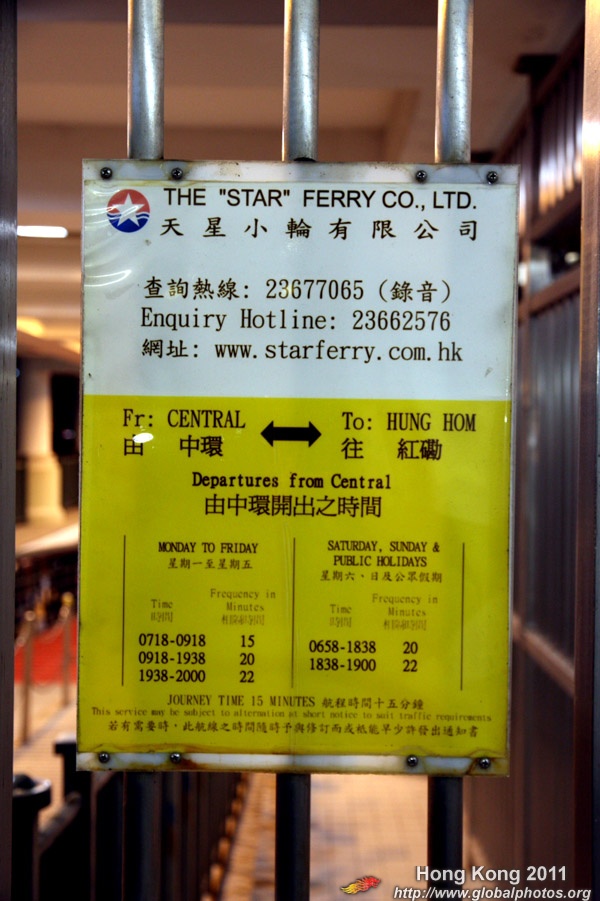 THE "STAR" FERRY CO., LTD.
天星小輪有限公司
查詢熱線: 23677065 (錄音)
Enquiry Hotline: 23662576
網址: www.starferry.com.hk
Fr: CENTRAL To: HUNG HOM
由 中環 往 紅磡
Departures from Central
由中環開出之時間
MONDAY TO FRIDAY
星期一至星期五
Time Frequency in Minutes
時間 相隔時間
0718-0918 15
0918-1938 20
1938-2000 22
SATURDAY, SUNDAY &
PUBLIC HOLIDAYS
星期六、日及公眾假期
Time Frequency in Minutes
時間 相隔時間
0658-1838 20
1838-1900 22
JOURNEY TIME 15 MINUTES 航程時間十五分鐘
This service may be subject to alternation at short notice to suit traffic requirements
若有需要時，此航線之時間隨時予與修訂而或祗能早少許發出通知書
Hong Kong 2011
http://www.globalphotos.org